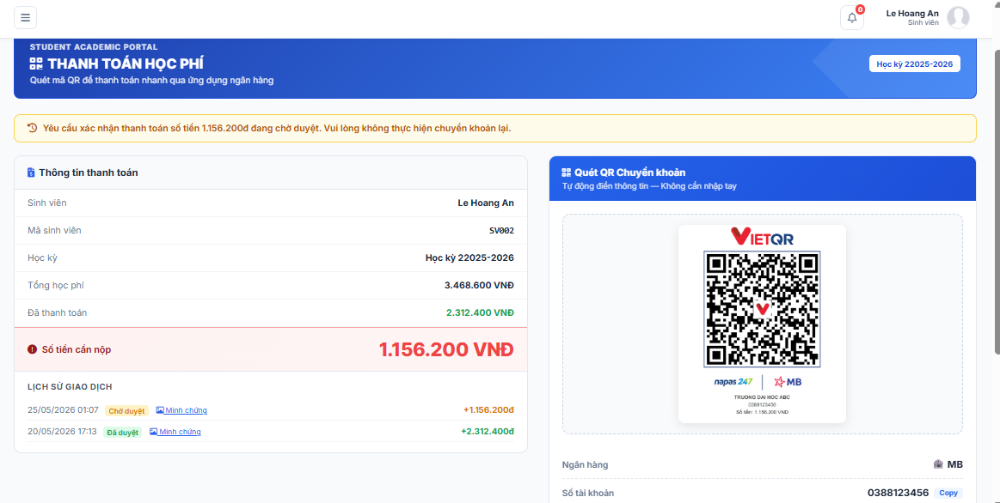 0
Le Hoang An
Sinh viên
STUDENT ACADEMIC PORTAL
THANH TOÁN HỌC PHÍ
Quét mã QR để thanh toán nhanh qua ứng dụng ngân hàng
Học kỳ 22025-2026
Yêu cầu xác nhận thanh toán số tiền 1.156.200đ đang chờ duyệt. Vui lòng không thực hiện chuyển khoản lại.
Thông tin thanh toán
Sinh viên Le Hoang An
Mã sinh viên SV002
Học kỳ Học kỳ 22025-2026
Tổng học phí 3.468.600 VNĐ
Đã thanh toán 2.312.400 VNĐ
Số tiền cần nộp 1.156.200 VNĐ
LỊCH SỬ GIAO DỊCH
25/05/2026 01:07 Chờ duyệt Minh chứng +1.156.200đ
20/05/2026 17:13 Đã duyệt Minh chứng +2.312.400đ
Quét QR Chuyển khoản
Tự động điền thông tin — Không cần nhập tay
VIETQR
napas 247 MB
TRUONG DAI HOC ABC
0388123456
Số tiền: 1.156.200 VND
Ngân hàng MB
Số tài khoản 0388123456 Copy